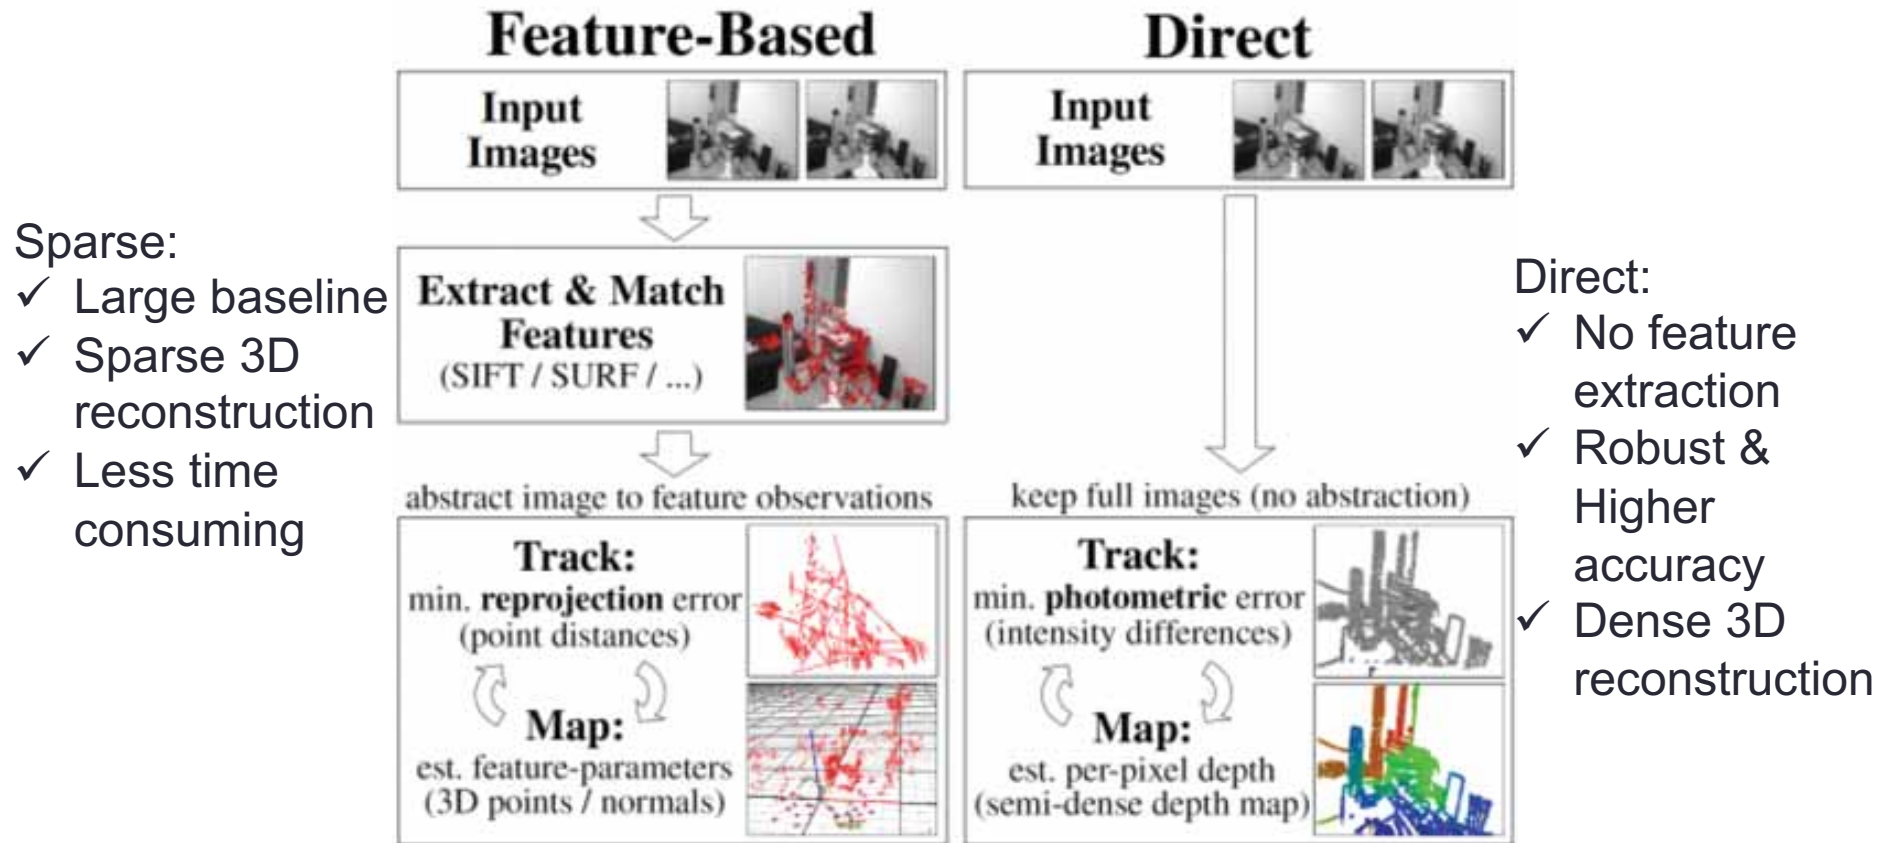 Feature-Based
Input
Images
Sparse:
✓ Large baseline
✓ Sparse 3D
reconstruction
✓ Less time
consuming
Extract & Match
Features
(SIFT / SURF / ...)
abstract image to feature observations
Track:
min. reprojection error
(point distances)
Map:
est. feature-parameters
(3D points / normals)
Direct
Input
Images
keep full images (no abstraction)
Track:
min. photometric error
(intensity differences)
Map:
est. per-pixel depth
(semi-dense depth map)
Direct:
✓ No feature
extraction
✓ Robust &
Higher
accuracy
✓ Dense 3D
reconstruction